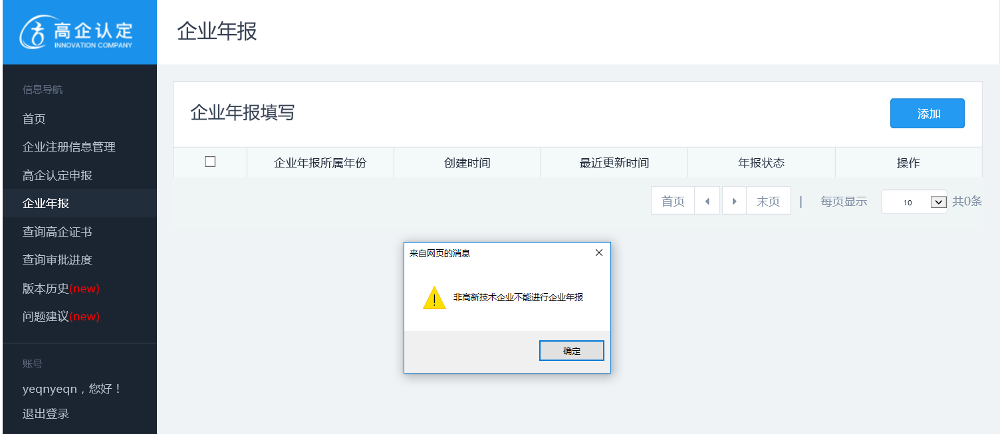 高企认定
INNOVATION COMPANY
企业年报
信息导航
首页
企业注册信息管理
高企认定申报
企业年报
查询高企证书
查询审批进度
版本历史(new)
问题建议(new)
账号
yeqnyeqn，您好！
退出登录
企业年报填写
添加
企业年报所属年份 创建时间 最近更新时间 年报状态 操作
首页 末页 | 每页显示 10 共0条
来自网页的消息
非高新技术企业不能进行企业年报
确定